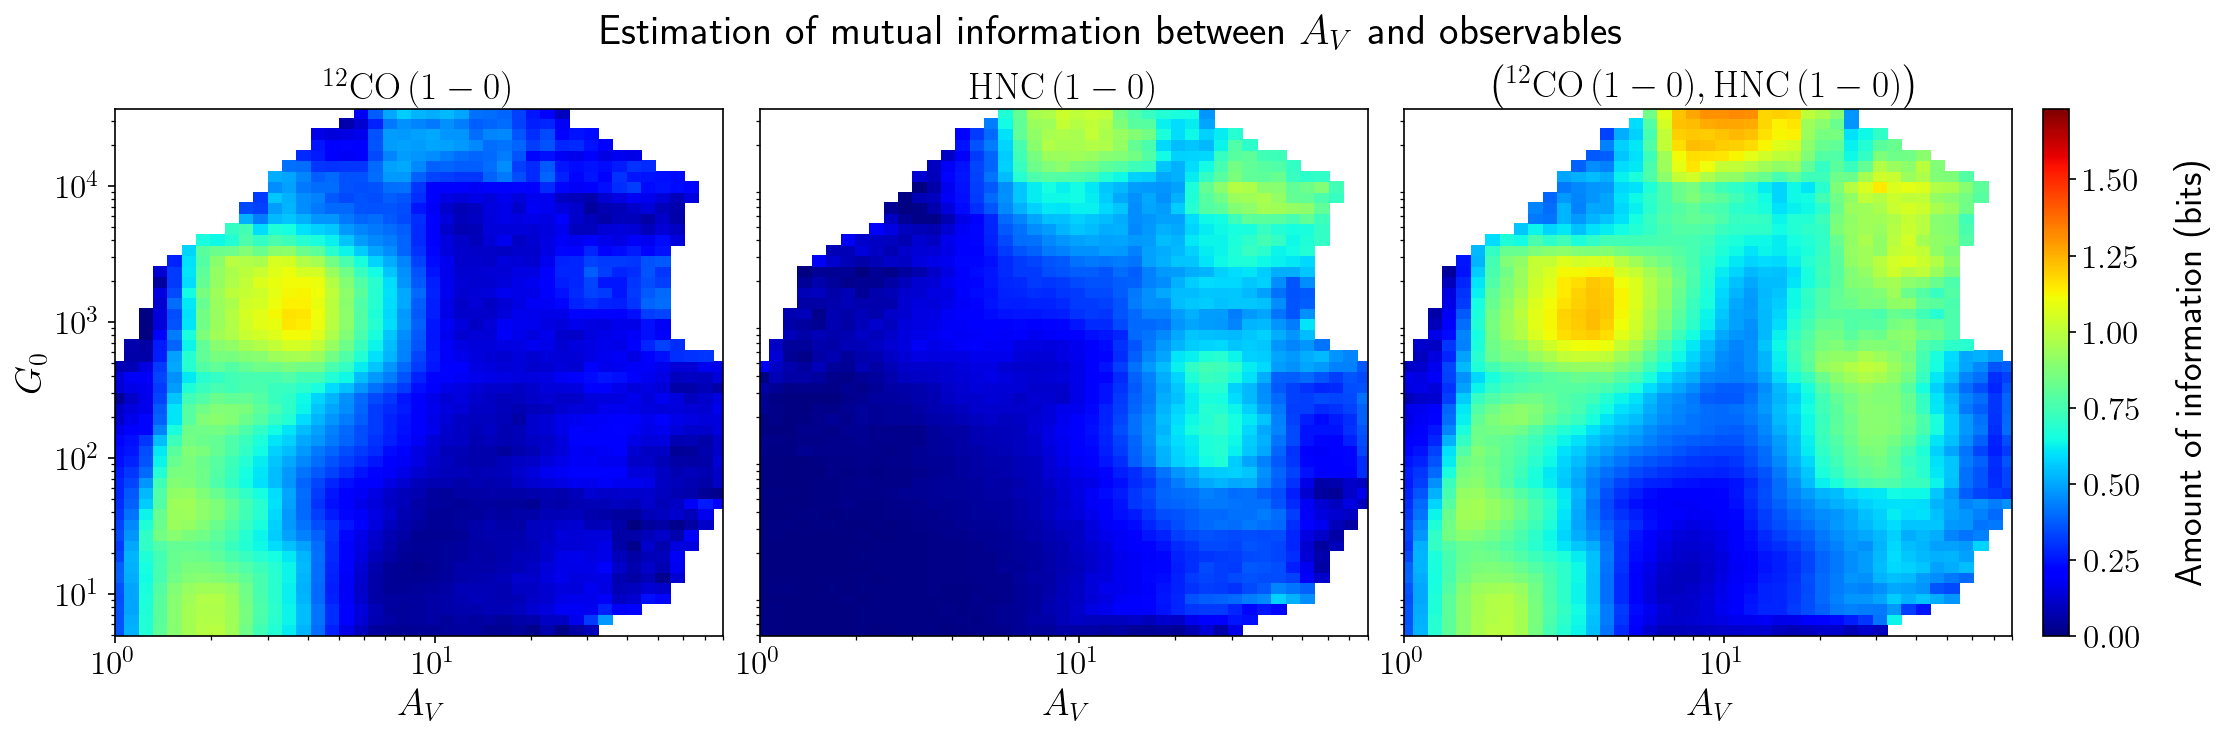 Estimation of mutual information between A_V and observables
¹²CO (1 − 0)
HNC (1 − 0)
(¹²CO (1 − 0), HNC (1 − 0))
G₀
10⁴
10³
10²
10¹
10⁰
10¹
A_V
10⁰
10¹
A_V
10⁰
10¹
A_V
1.50
1.25
1.00
0.75
0.50
0.25
0.00
Amount of information (bits)